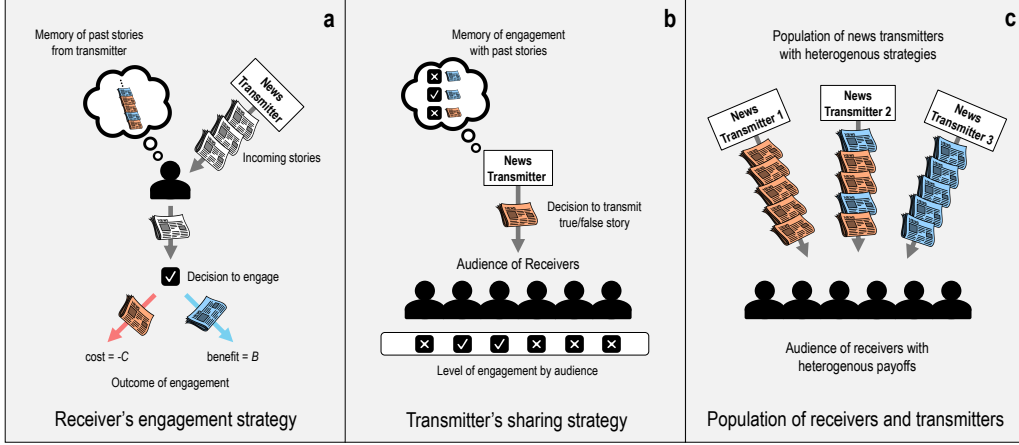 a
Memory of past stories
from transmitter
News
Transmitter
Incoming stories
Decision to engage
cost = -C
benefit = B
Outcome of engagement
Receiver's engagement strategy
b
Memory of engagement
with past stories
News
Transmitter
Decision to transmit
true/false story
Audience of Receivers
Level of engagement by audience
Transmitter's sharing strategy
c
Population of news transmitters
with heterogenous strategies
News
Transmitter 1
News
Transmitter 2
News
Transmitter 3
Audience of receivers with
heterogenous payoffs
Population of receivers and transmitters